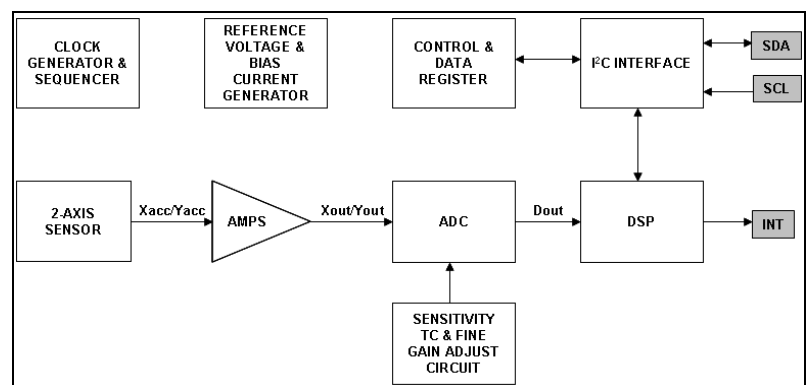 CLOCK
GENERATOR &
SEQUENCER
REFERENCE
VOLTAGE &
BIAS
CURRENT
GENERATOR
CONTROL &
DATA
REGISTER
I²C INTERFACE
SDA
SCL
2-AXIS
SENSOR
Xacc/Yacc
AMPS
Xout/Yout
ADC
Dout
DSP
INT
SENSITIVITY
TC & FINE
GAIN ADJUST
CIRCUIT